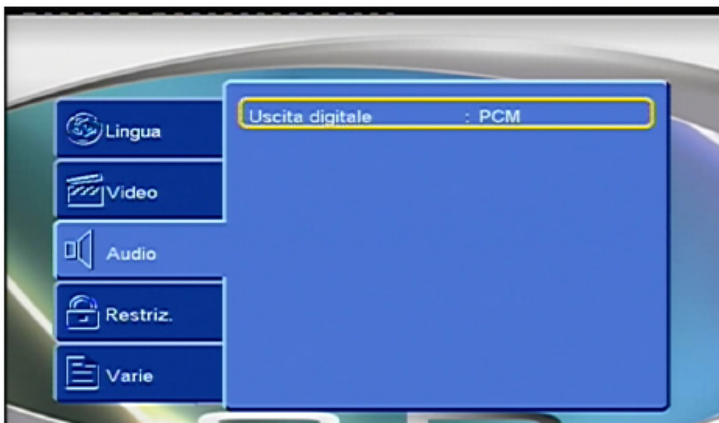 Lingua
Uscita digitale : PCM
Video
Audio
Restriz.
Varie